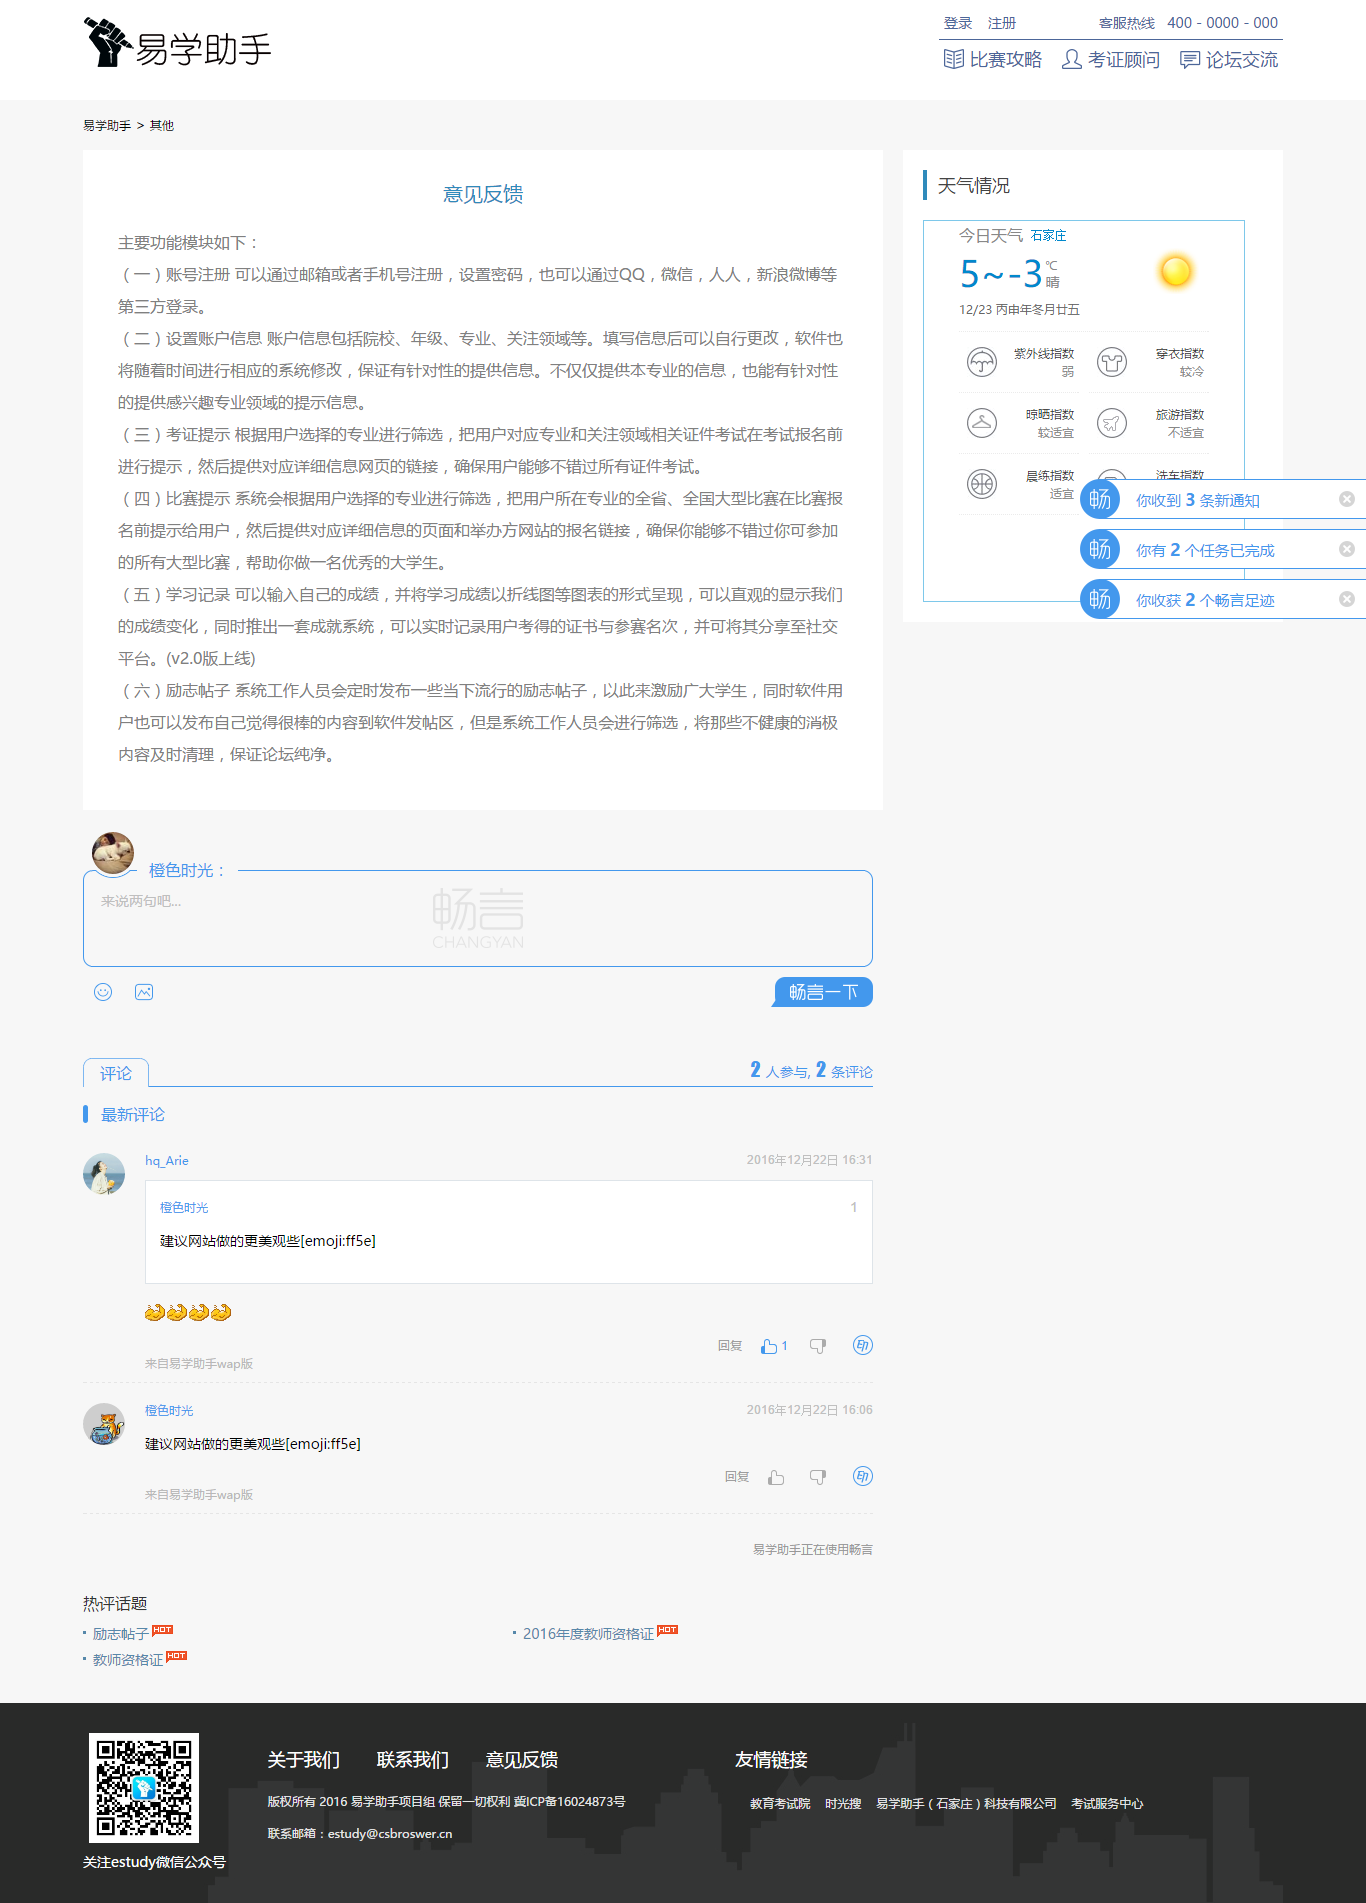 易学助手
登录 注册 客服热线 400 - 0000 - 000
比赛攻略 考证顾问 论坛交流
易学助手 > 其他
意见反馈
主要功能模块如下：
（一）账号注册 可以通过邮箱或者手机号注册，设置密码，也可以通过QQ，微信，人人，新浪微博等
第三方登录。
（二）设置账户信息 账户信息包括院校、年级、专业、关注领域等。填写信息后可以自行更改，软件也
将随着时间进行相应的系统修改，保证有针对性的提供信息。不仅仅提供本专业的信息，也能有针对性
的提供感兴趣专业领域的提示信息。
（三）考证提示 根据用户选择的专业进行筛选，把用户对应专业和关注领域相关证件考试在考试报名前
进行提示，然后提供对应详细信息网页的链接，确保用户能够不错过所有证件考试。
（四）比赛提示 系统会根据用户选择的专业进行筛选，把用户所在专业的全省、全国大型比赛在比赛报
名前提示给用户，然后提供对应详细信息的页面和举办方网站的报名链接，确保你能够不错过你可参加
的所有大型比赛，帮助你做一名优秀的大学生。
（五）学习记录 可以输入自己的成绩，并将学习成绩以折线图等图表的形式呈现，可以直观的显示我们
的成绩变化，同时推出一套成就系统，可以实时记录用户考得的证书与参赛名次，并可将其分享至社交
平台。(v2.0版上线)
（六）励志帖子 系统工作人员会定时发布一些当下流行的励志帖子，以此来激励广大学生，同时软件用
户也可以发布自己觉得很棒的内容到软件发帖区，但是系统工作人员会进行筛选，将那些不健康的消极
内容及时清理，保证论坛纯净。
天气情况
今日天气 石家庄
5~-3 ℃
晴
12/23 丙申年冬月廿五
紫外线指数 穿衣指数
弱 较冷
晾晒指数 旅游指数
较适宜 不适宜
晨练指数 洗车指数
适宜
畅 你收到 3 条新通知
畅 你有 2 个任务已完成
畅 你收获 2 个畅言足迹
橙色时光：
来说两句吧...
畅言
CHANGYAN
畅言一下
评论 2 人参与, 2 条评论
最新评论
hq_Arie 2016年12月22日 16:31
橙色时光 1
建议网站做的更美观些[emoji:ff5e]
回复 1 印
来自易学助手wap版
橙色时光 2016年12月22日 16:06
建议网站做的更美观些[emoji:ff5e]
回复 印
来自易学助手wap版
易学助手正在使用畅言
热评话题
励志帖子 HOT 2016年度教师资格证 HOT
教师资格证 HOT
关于我们 联系我们 意见反馈 友情链接
版权所有 2016 易学助手项目组 保留一切权利 冀ICP备16024873号
教育考试院 时光搜 易学助手（石家庄）科技有限公司 考试服务中心
联系邮箱：estudy@csbroswer.cn
关注estudy微信公众号